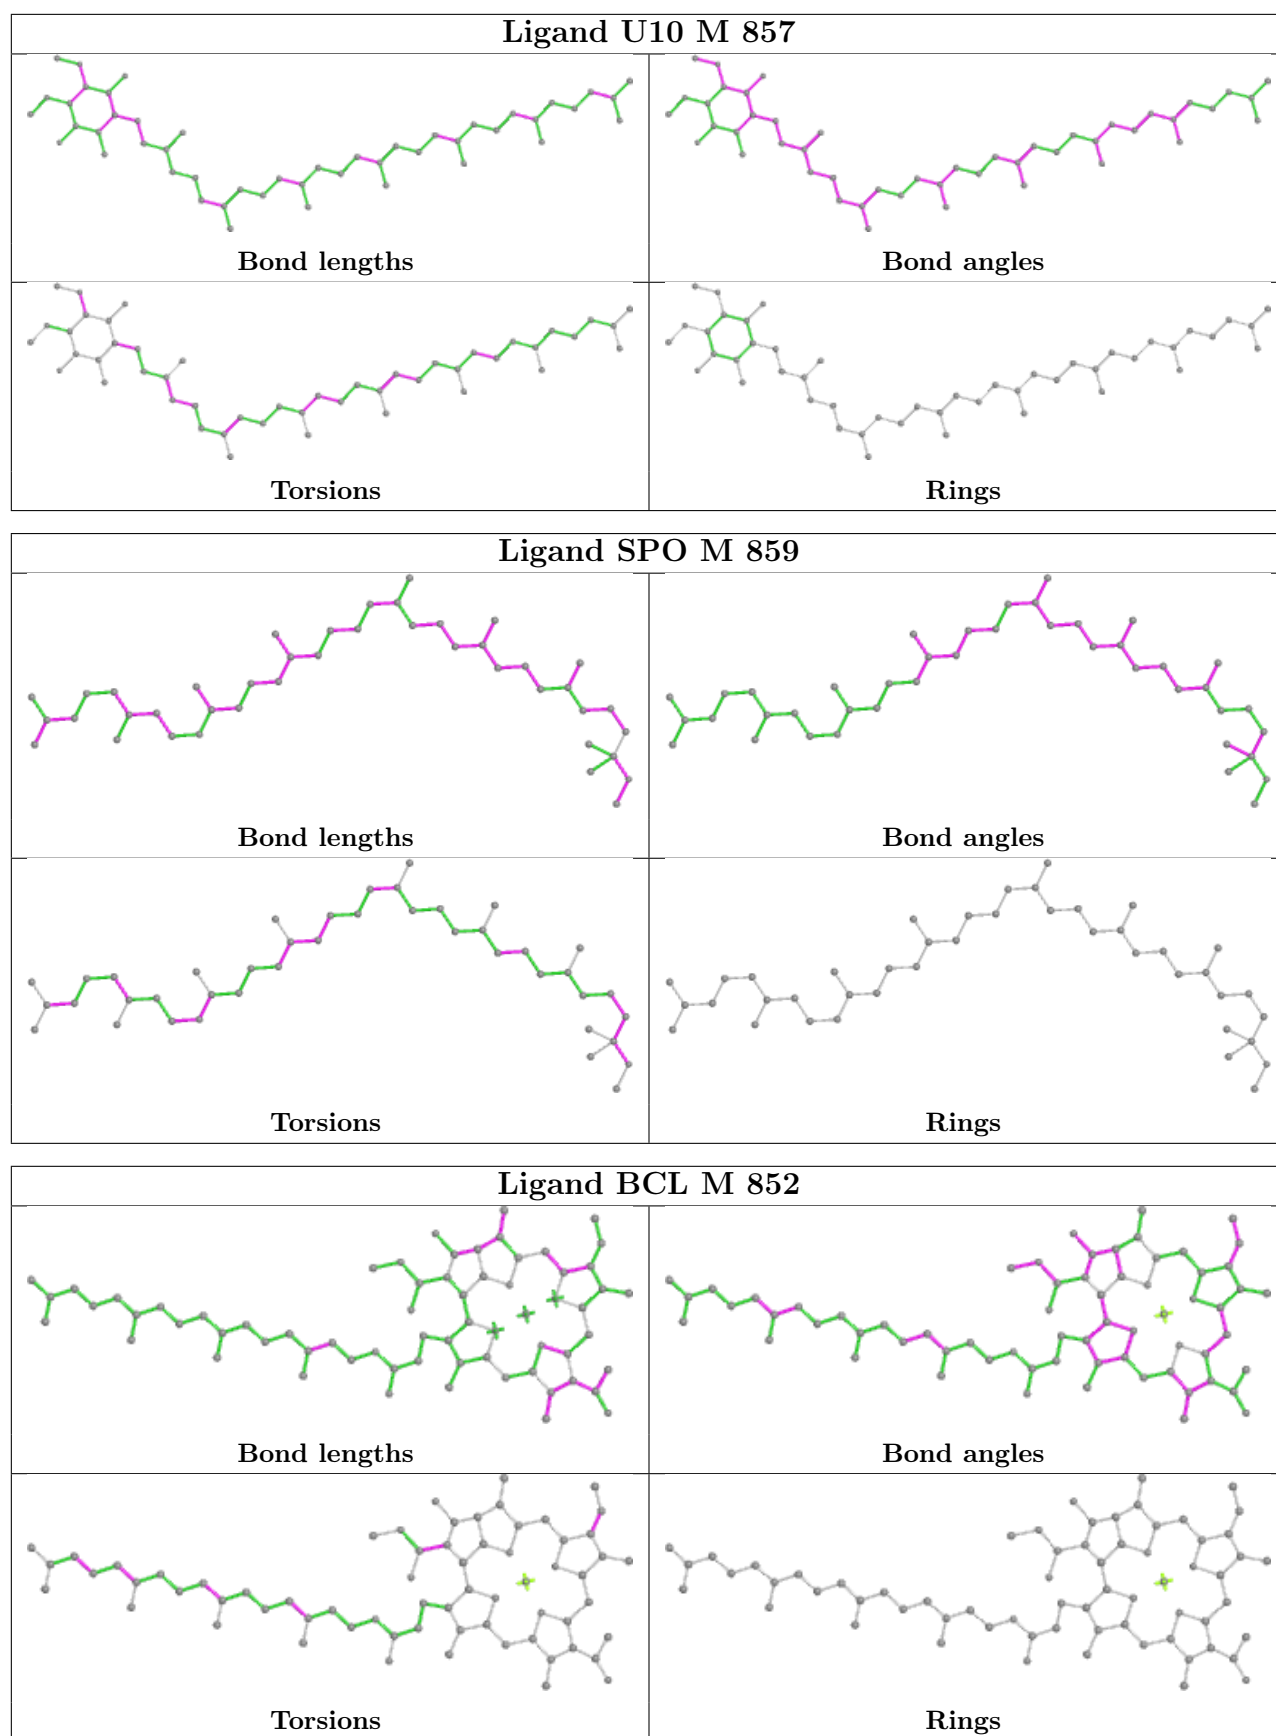 Ligand U10 M 857
Bond lengths
Bond angles
Torsions
Rings
Ligand SPO M 859
Bond lengths
Bond angles
Torsions
Rings
Ligand BCL M 852
Bond lengths
Bond angles
Torsions
Rings